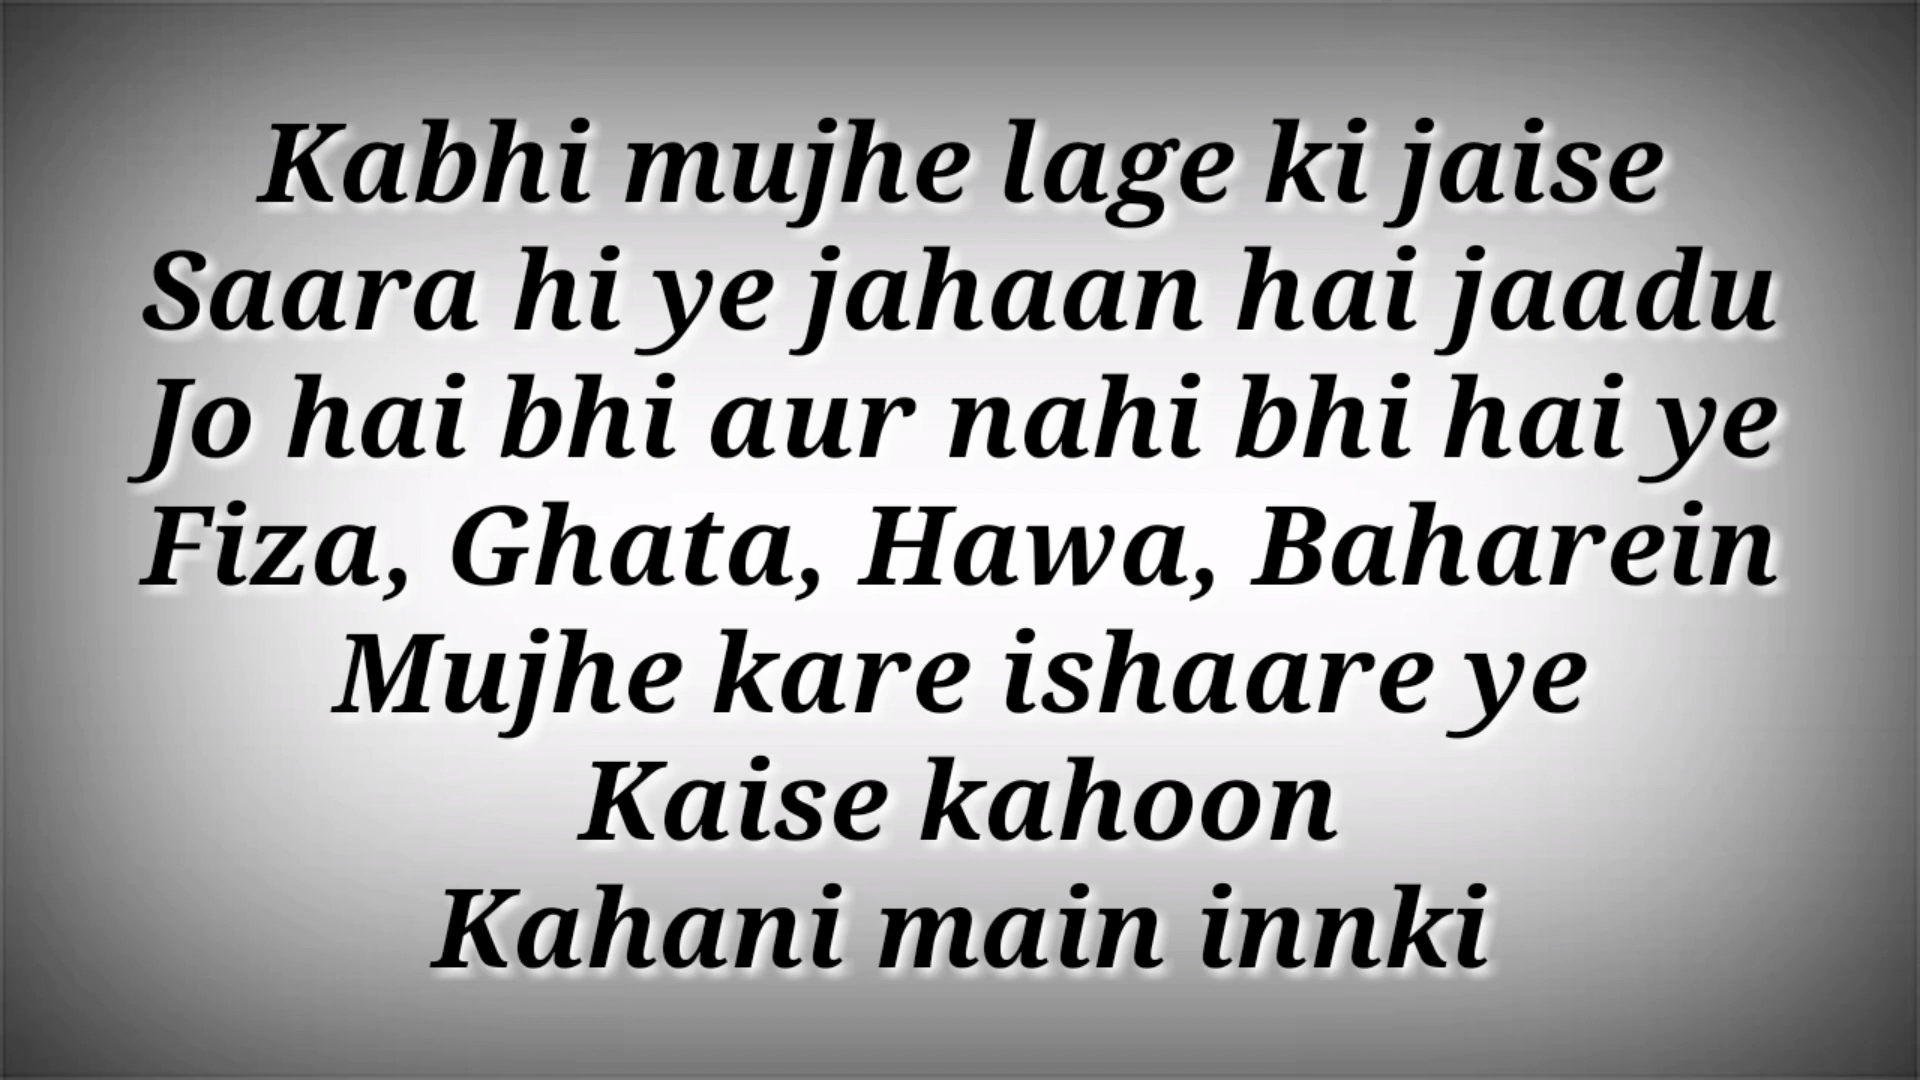 Kabhi mujhe lage ki jaise
Saara hi ye jahaan hai jaadu
Jo hai bhi aur nahi bhi hai ye
Fiza, Ghata, Hawa, Baharein
Mujhe kare ishaare ye
Kaise kahoon
Kahani main innki